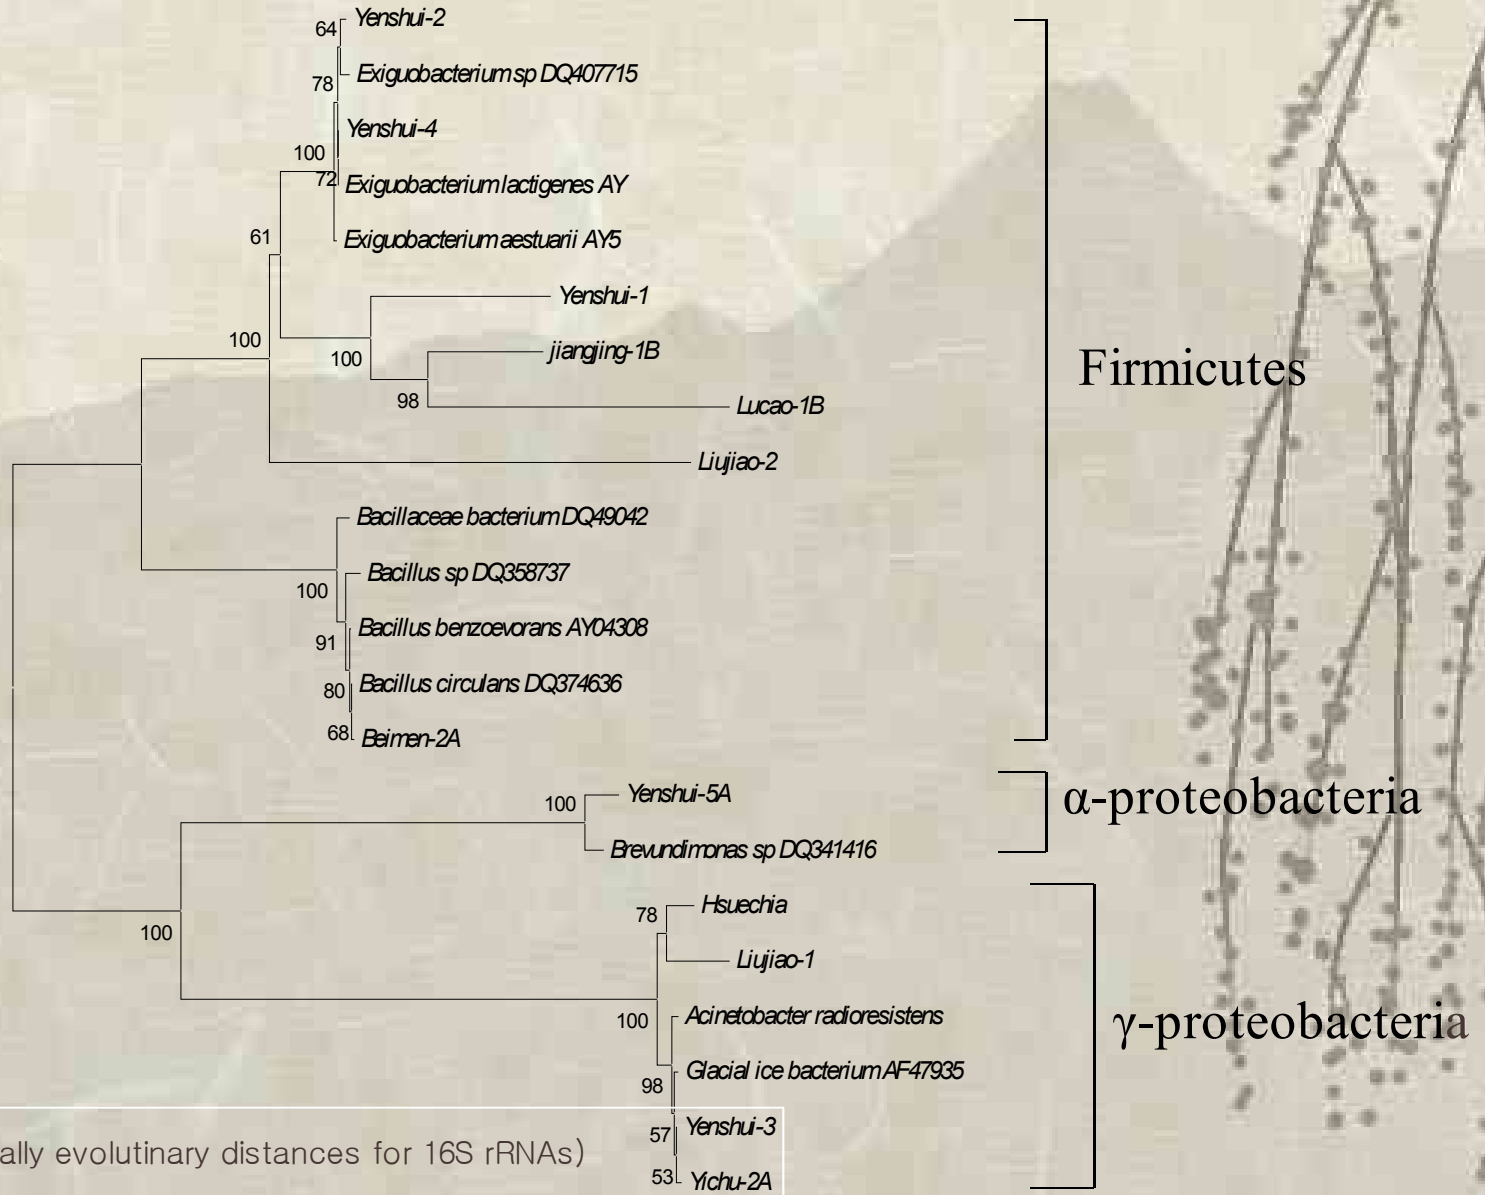 Yenshui-2
64
Exiguobacterium sp DQ407715
78
Yenshui-4
100
72
Exiguobacterium lactigenes AY
61
Exiguobacterium aestuarii AY5
Yenshui-1
100
jiangjing-1B
100
Firmicutes
98
Lucao-1B
Liujiao-2
Bacillaceae bacterium DQ49042
Bacillus sp DQ358737
100
Bacillus benzoevorans AY04308
91
Bacillus circulans DQ374636
80
68
Beimen-2A
Yenshui-5A
100
α-proteobacteria
Brevundimonas sp DQ341416
Hsuechia
78
100
Liujiao-1
Acinetobacter radioresistens
100
γ-proteobacteria
Glacial ice bacterium AF47935
98
Yenshui-3
57
ally evolutinary distances for 16S rRNAs)
53
Yichu-2A